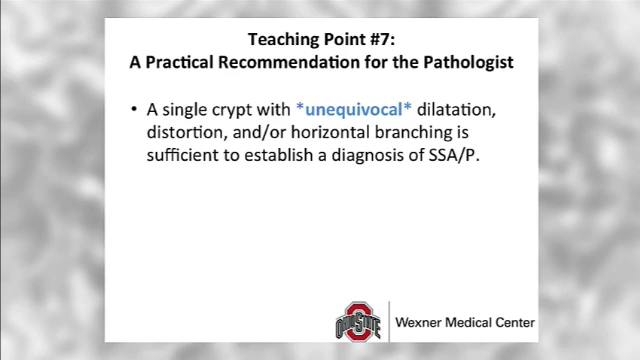 Teaching Point #7:
A Practical Recommendation for the Pathologist
• A single crypt with *unequivocal* dilatation,
distortion, and/or horizontal branching is
sufficient to establish a diagnosis of SSA/P.
OHIO STATE
Wexner Medical Center